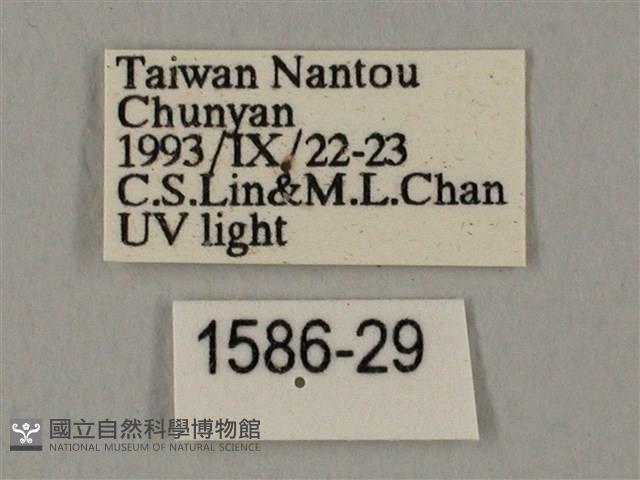 Taiwan Nantou
Chunyan
1993/IX/22-23
C.S.Lin&M.L.Chan
UV light
1586-29
國立自然科學博物館
NATIONAL MUSEUM OF NATURAL SCIENCE